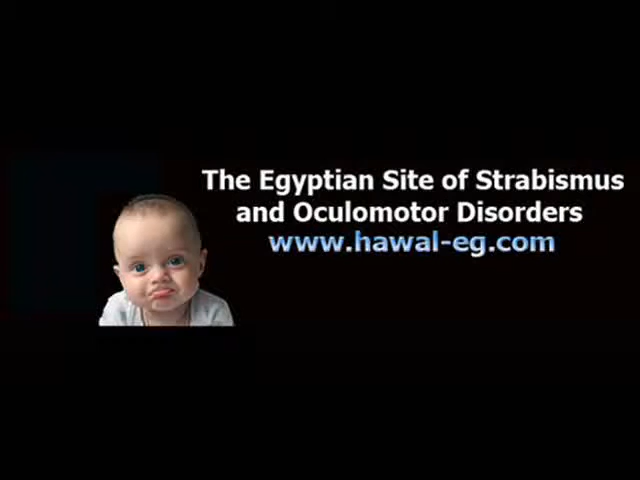 The Egyptian Site of Strabismus
and Oculomotor Disorders
www.hawal-eg.com